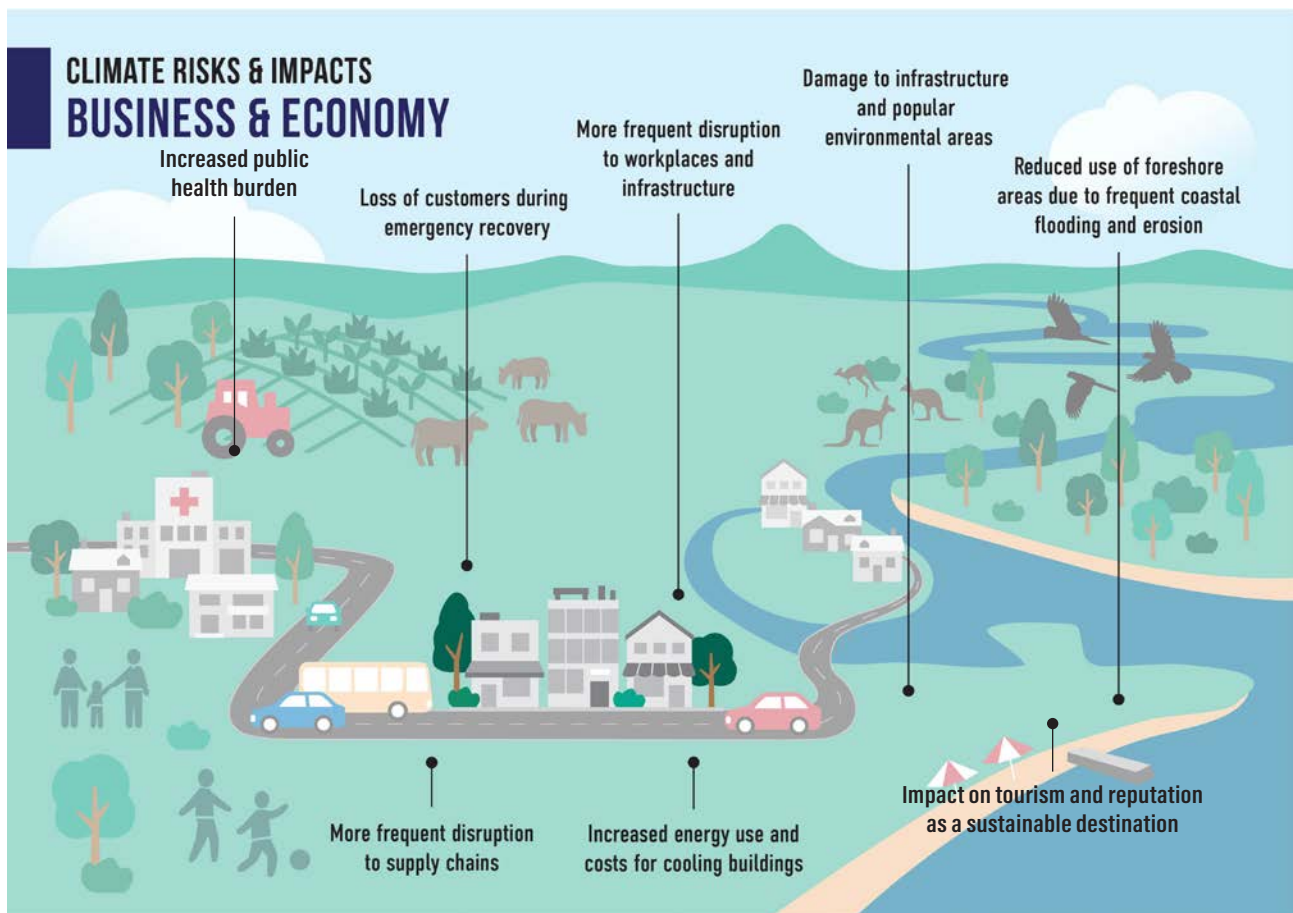 CLIMATE RISKS & IMPACTS
BUSINESS & ECONOMY
Increased public
health burden
Loss of customers during
emergency recovery
More frequent disruption
to workplaces and
infrastructure
Damage to infrastructure
and popular
environmental areas
Reduced use of foreshore
areas due to frequent coastal
flooding and erosion
More frequent disruption
to supply chains
Increased energy use and
costs for cooling buildings
Impact on tourism and reputation
as a sustainable destination